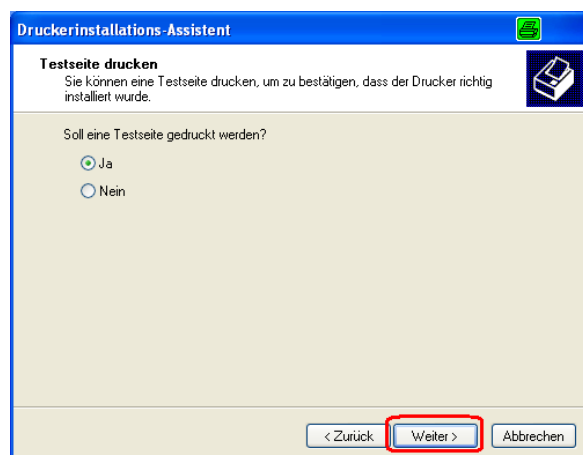 Druckerinstallations-Assistent
Testseite drucken
Sie können eine Testseite drucken, um zu bestätigen, dass der Drucker richtig
installiert wurde.
Soll eine Testseite gedruckt werden?
Ja
Nein
< Zurück Weiter > Abbrechen